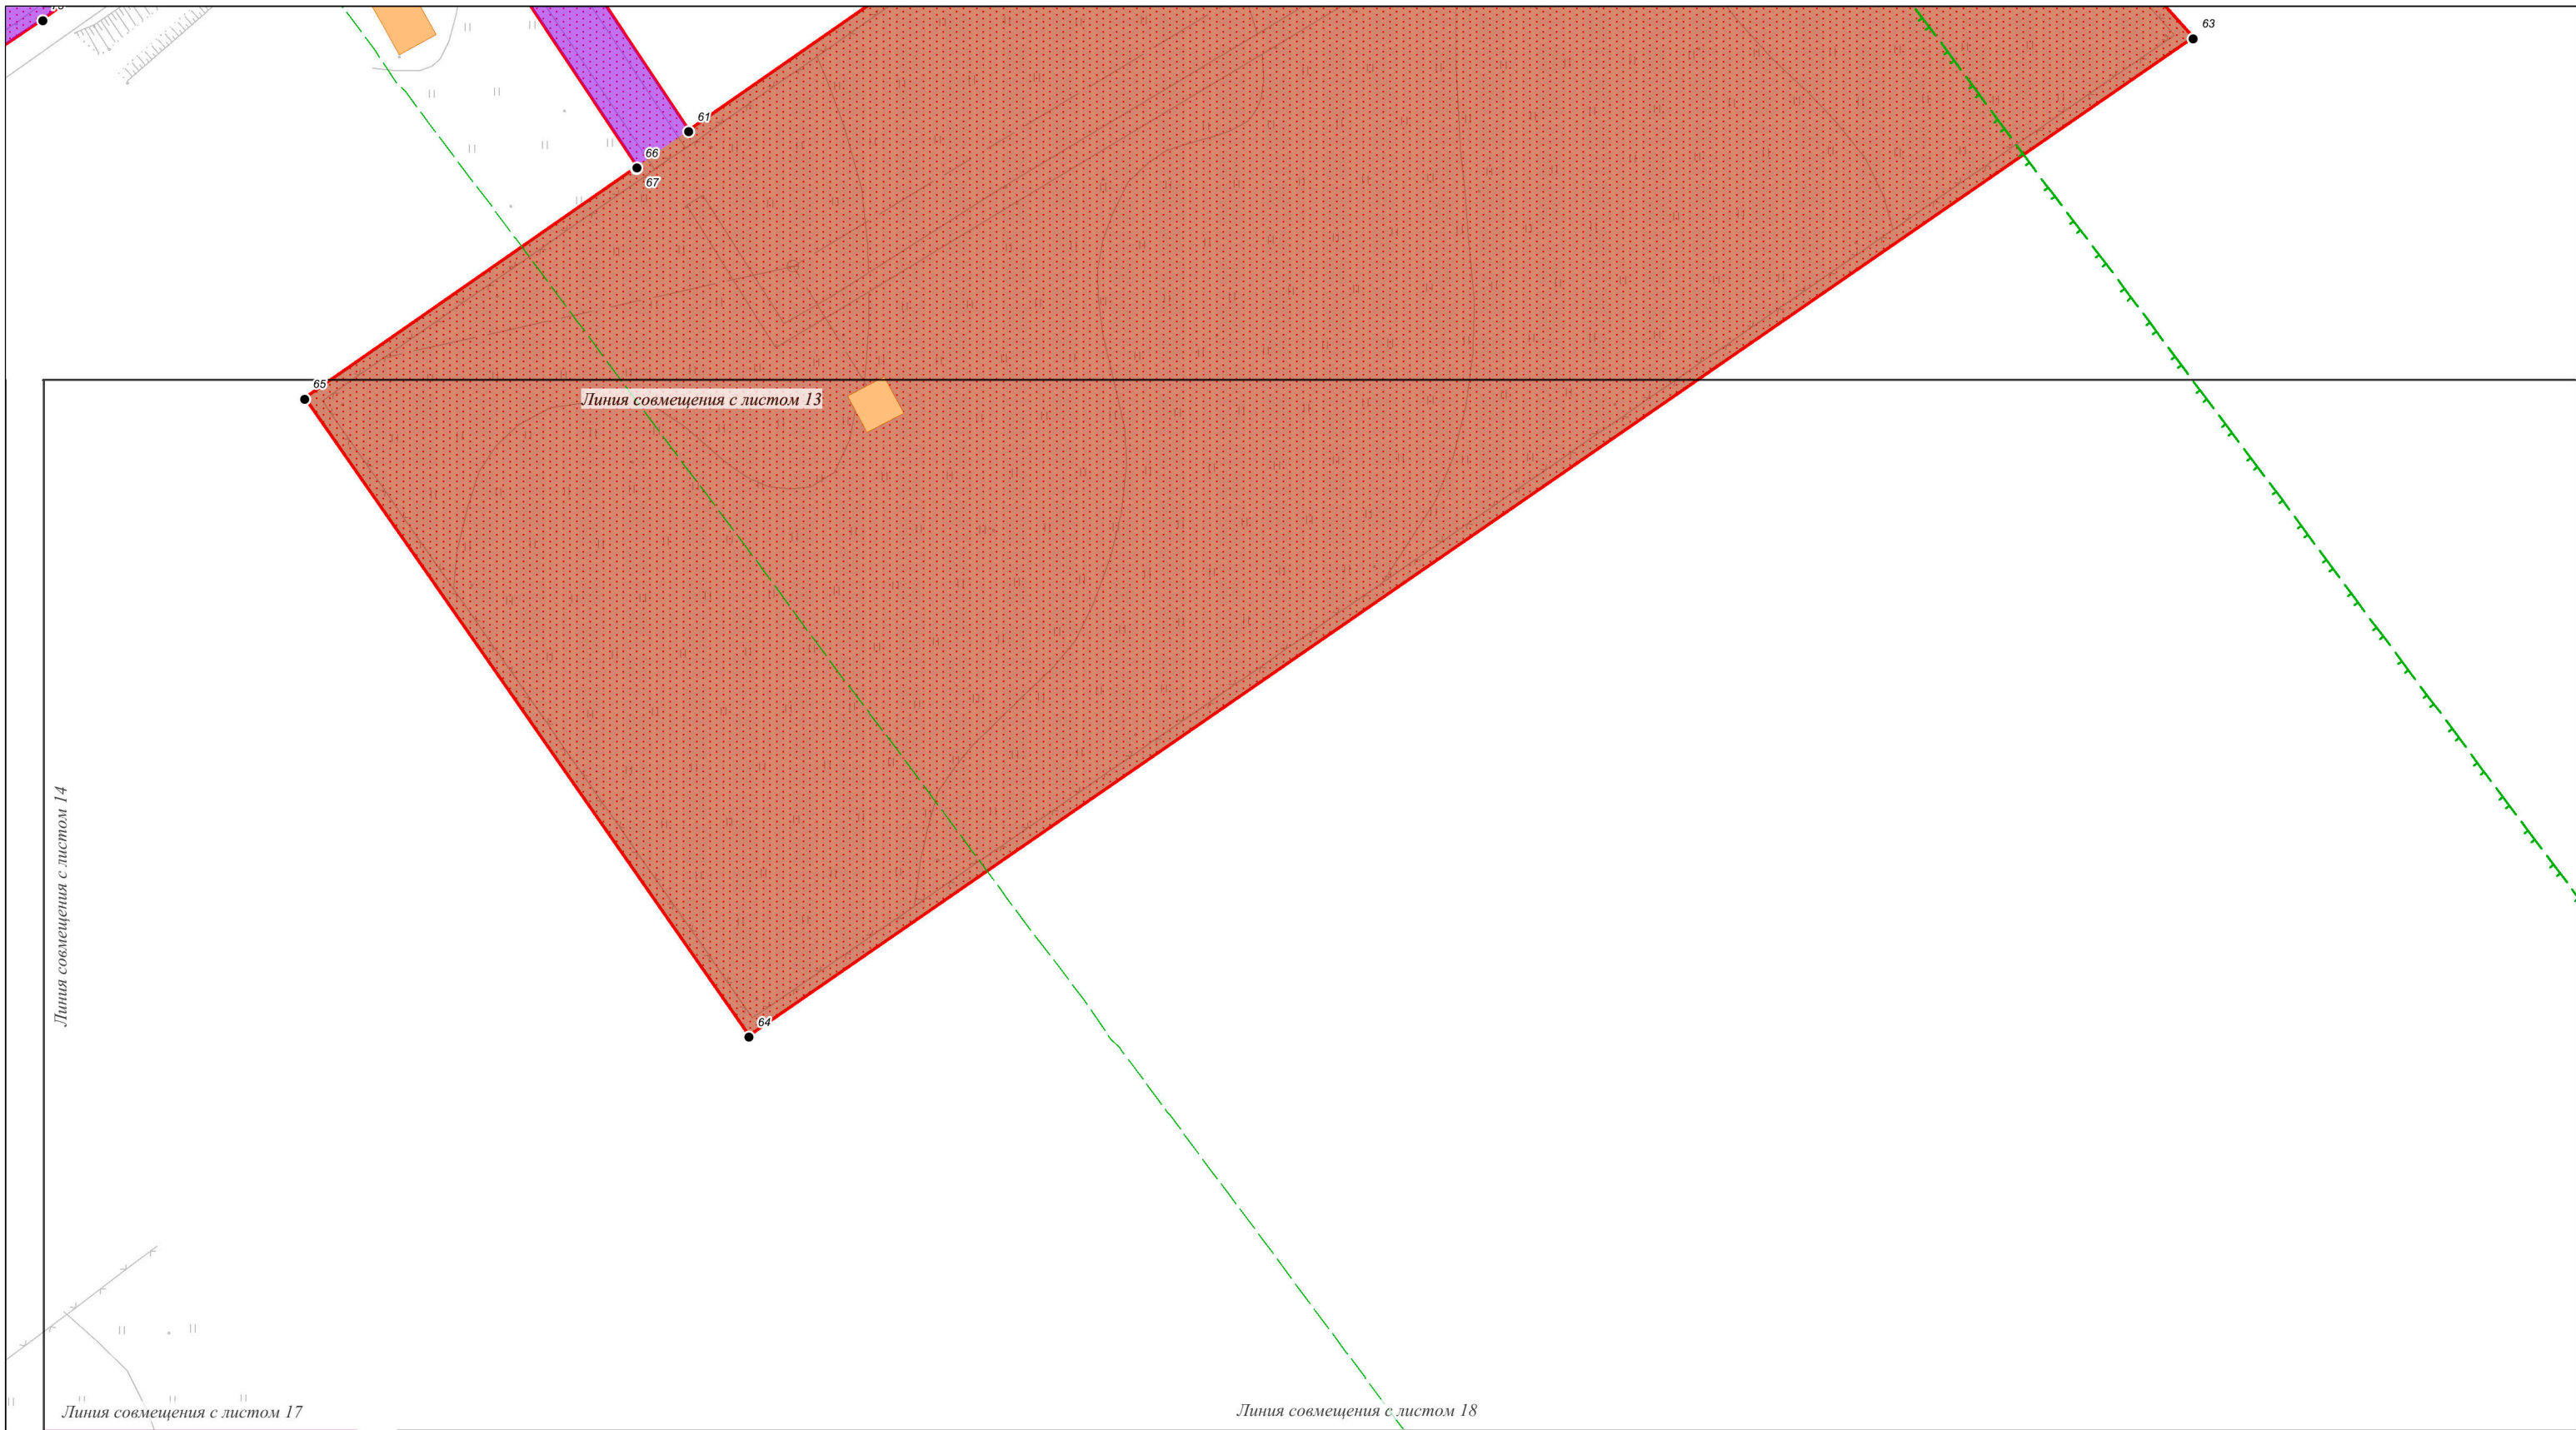 63
61
66
67
65
Линия совмещения с листом 13
Линия совмещения с листом 14
64
Линия совмещения с листом 17
Линия совмещения с листом 18